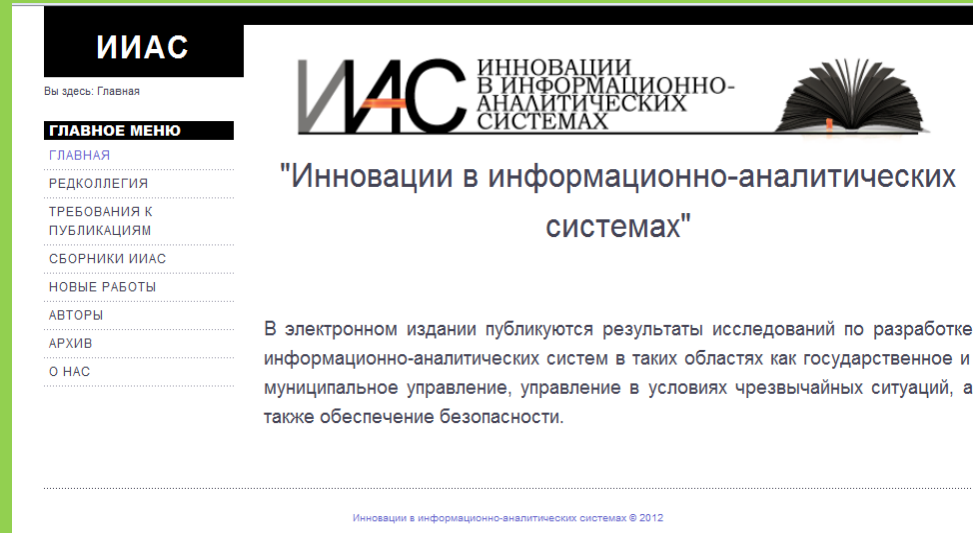 ИИАС
Вы здесь: Главная
ГЛАВНОЕ МЕНЮ
ГЛАВНАЯ
РЕДКОЛЛЕГИЯ
ТРЕБОВАНИЯ К
ПУБЛИКАЦИЯМ
СБОРНИКИ ИИАС
НОВЫЕ РАБОТЫ
АВТОРЫ
АРХИВ
О НАС
ИИАС
ИННОВАЦИИ
В ИНФОРМАЦИОННО-
АНАЛИТИЧЕСКИХ
СИСТЕМАХ
"Инновации в информационно-аналитических
системах"
В электронном издании публикуются результаты исследований по разработке
информационно-аналитических систем в таких областях как государственное и
муниципальное управление, управление в условиях чрезвычайных ситуаций, а
также обеспечение безопасности.
Инновации в информационно-аналитических системах © 2012